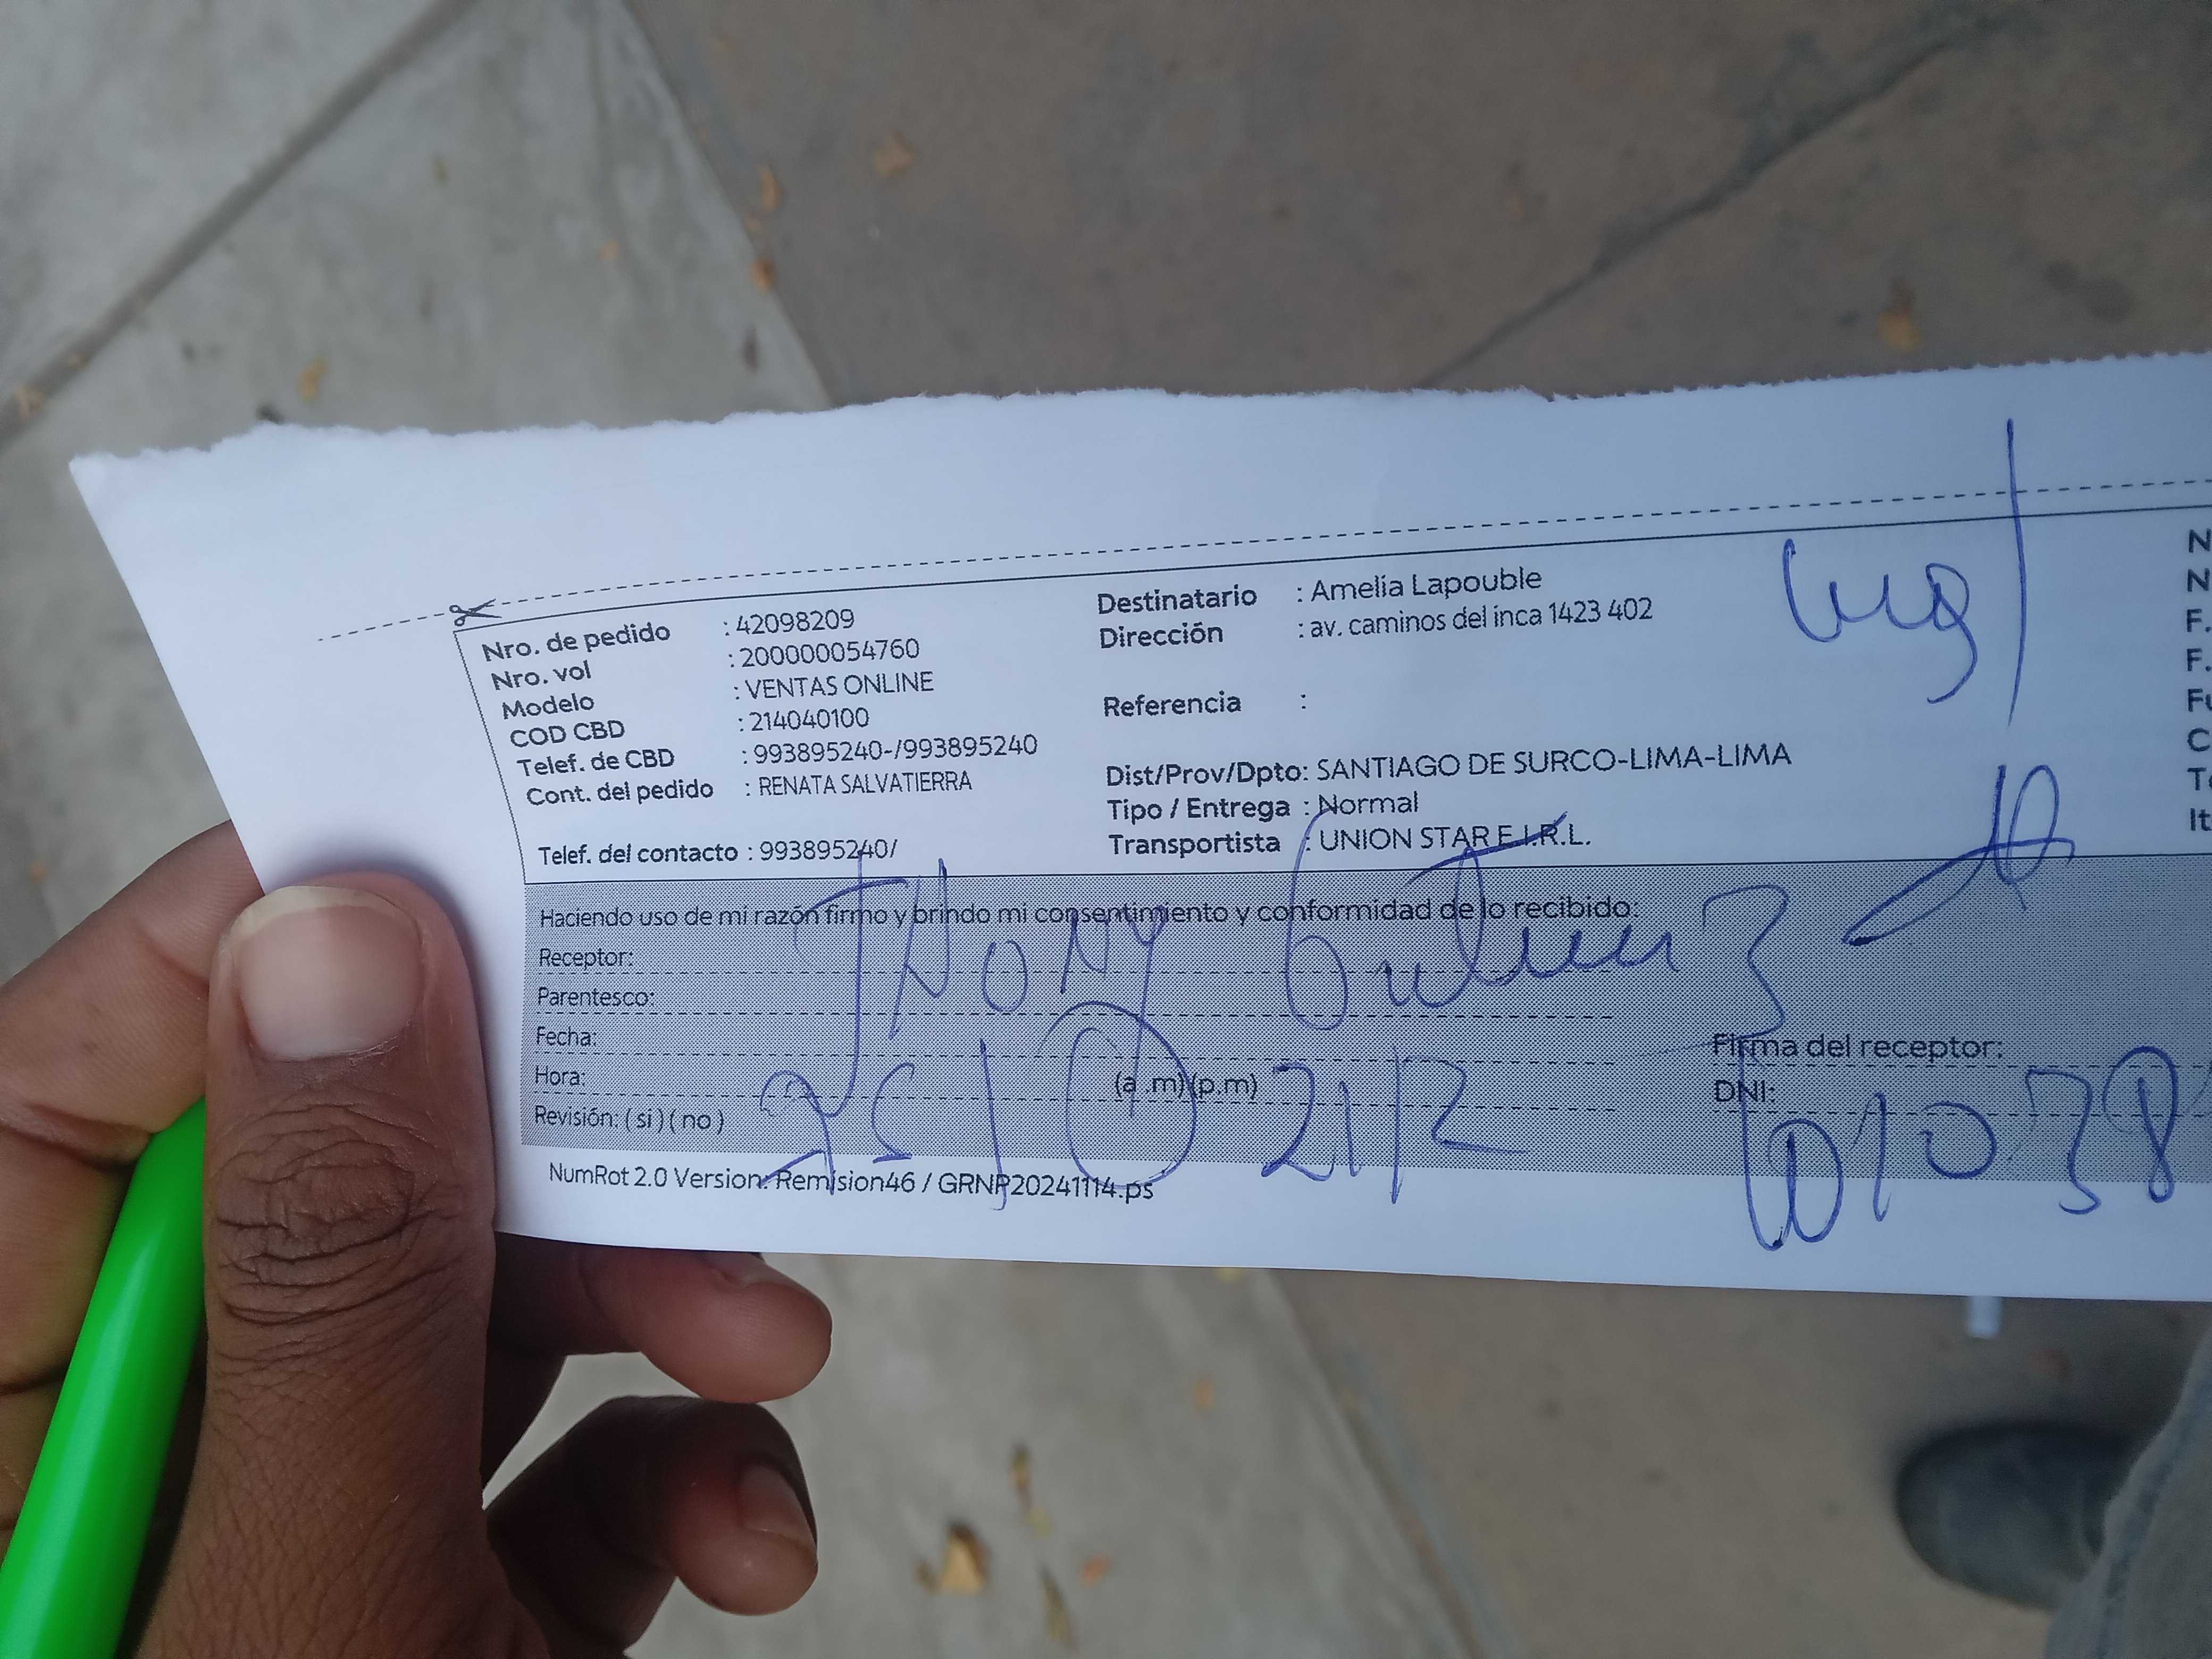 Nro. de pedido : 42098209
Nro. vol : 200000054760
Modelo : VENTAS ONLINE
COD CBD : 214040100
Telef. de CBD : 993895240-/993895240
Cont. del pedido : RENATA SALVATIERRA
Telef. del contacto : 993895240/
Destinatario : Amelia Lapouble
Dirección : av. caminos del inca 1423 402
Referencia :
Dist/Prov/Dpto: SANTIAGO DE SURCO-LIMA-LIMA
Tipo / Entrega : Normal
Transportista : UNION STAR E.I.R.L.
N
N
F.
F.
Fu
C
Te
It
Haciendo uso de mi razón firmo y brindo mi consentimiento y conformidad de lo recibido:
Receptor:
JHONY
Parentesco:
Fecha:
Hora: (a .m) (p.m)
Revisión: ( si ) ( no )
Firma del receptor:
DNI:
NumRot 2.0 Version: Remision46 / GRNP20241114.ps